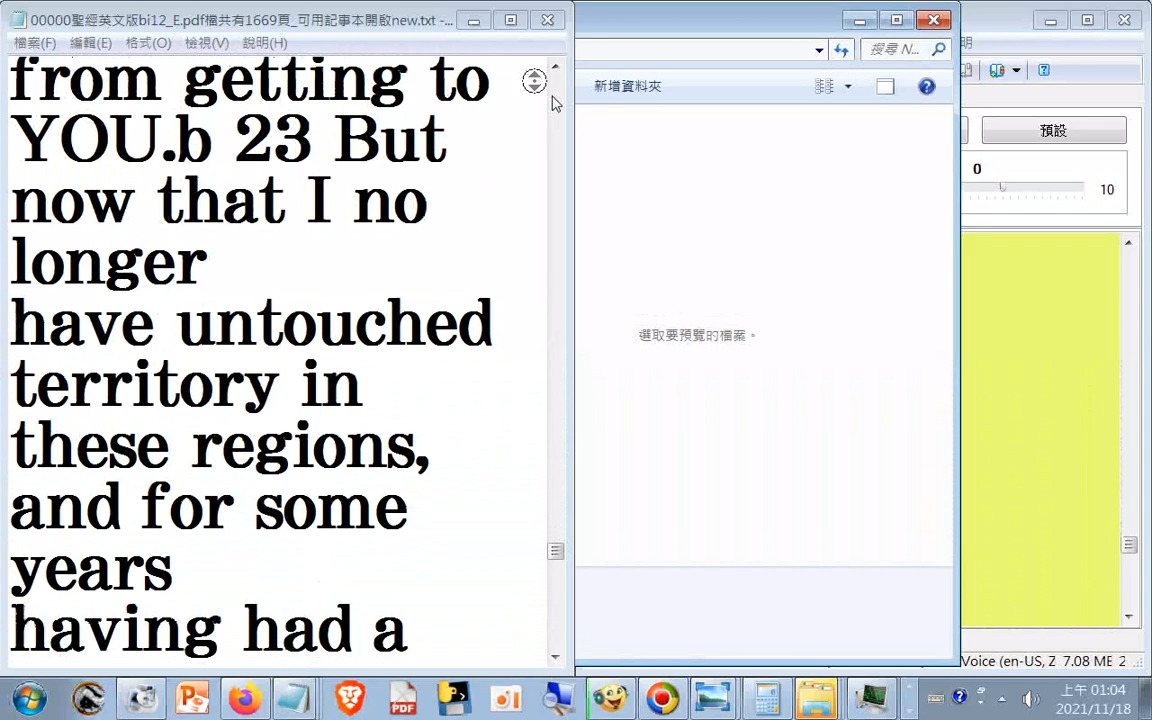 00000聖經英文版bi12_E.pdf檔共有1669頁_可用記事本開啟new.txt -...
檔案(F) 編輯(E) 格式(O) 檢視(V) 說明(H)
from getting to
YOU.b 23 But
now that I no
longer
have untouched
territory in
these regions,
and for some
years
having had a
搜尋 N...
新增資料夾
選取要預覽的檔案。
明
預設
0
10
Voice (en-US, Z 7.08 ME 2
PDF
上午 01:04
2021/11/18